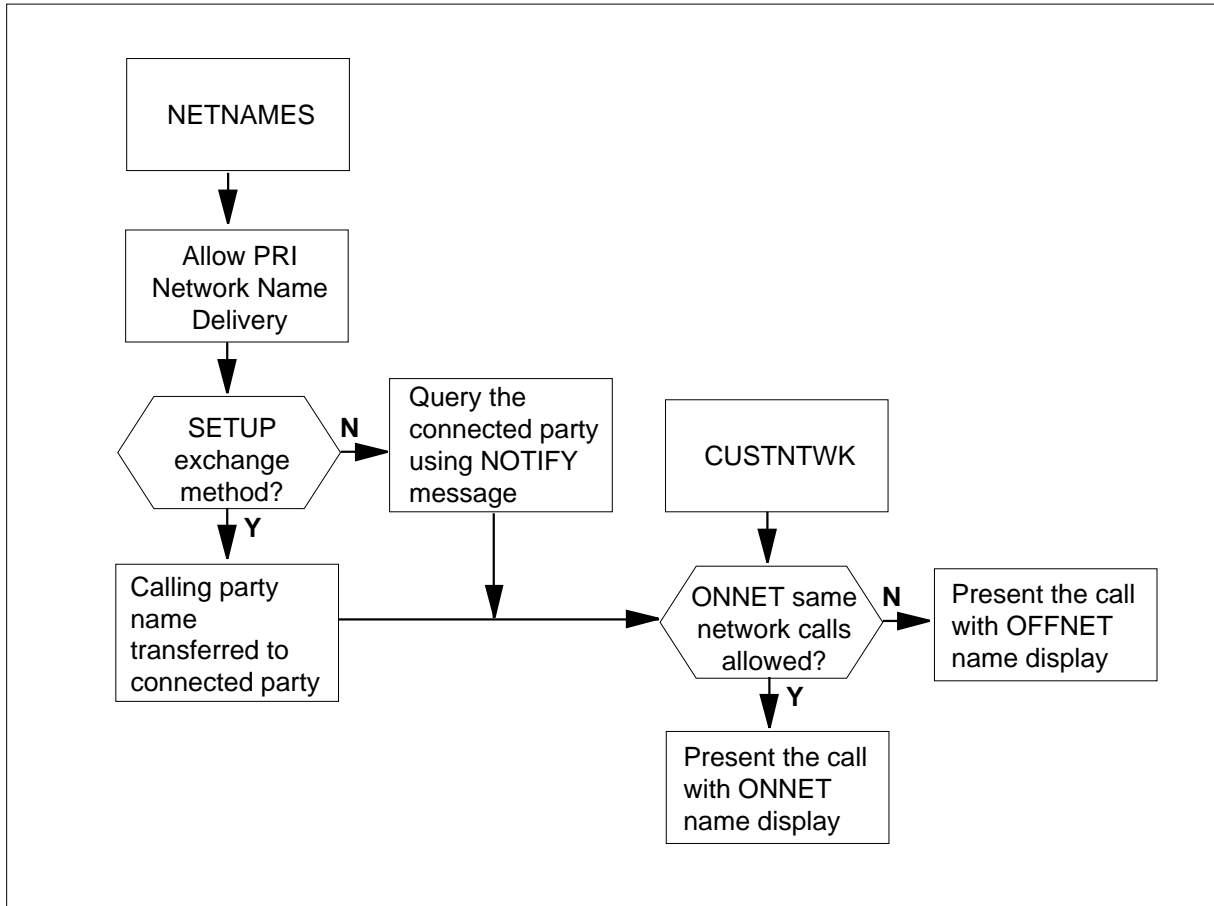 NETNAMES
Allow PRI
Network Name
Delivery
SETUP
exchange
method?
N
Y
Query the
connected party
using NOTIFY
message
Calling party
name
transferred to
connected party
CUSTNTWK
ONNET same
network calls
allowed?
N
Y
Present the call
with OFFNET
name display
Present the call
with ONNET
name display